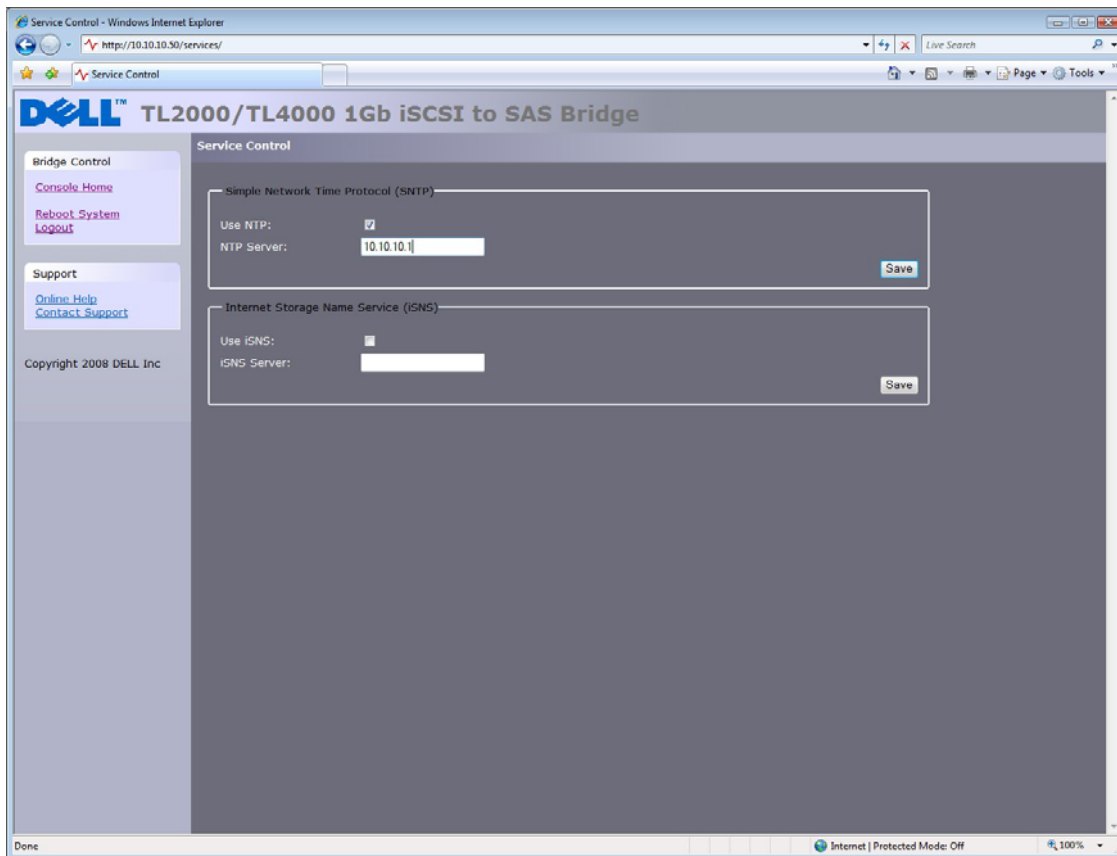 Service Control - Windows Internet Explorer
http://10.10.10.50/services/
Live Search
Service Control
Page
Tools
DELL™ TL2000/TL4000 1Gb iSCSI to SAS Bridge
Service Control
Bridge Control
Console Home
Reboot System
Logout
Support
Online Help
Contact Support
Copyright 2008 DELL Inc
Simple Network Time Protocol (SNTP)
Use NTP:
NTP Server: 10.10.10.1
Save
Internet Storage Name Service (iSNS)
Use iSNS:
iSNS Server:
Save
Done
Internet | Protected Mode: Off
100%